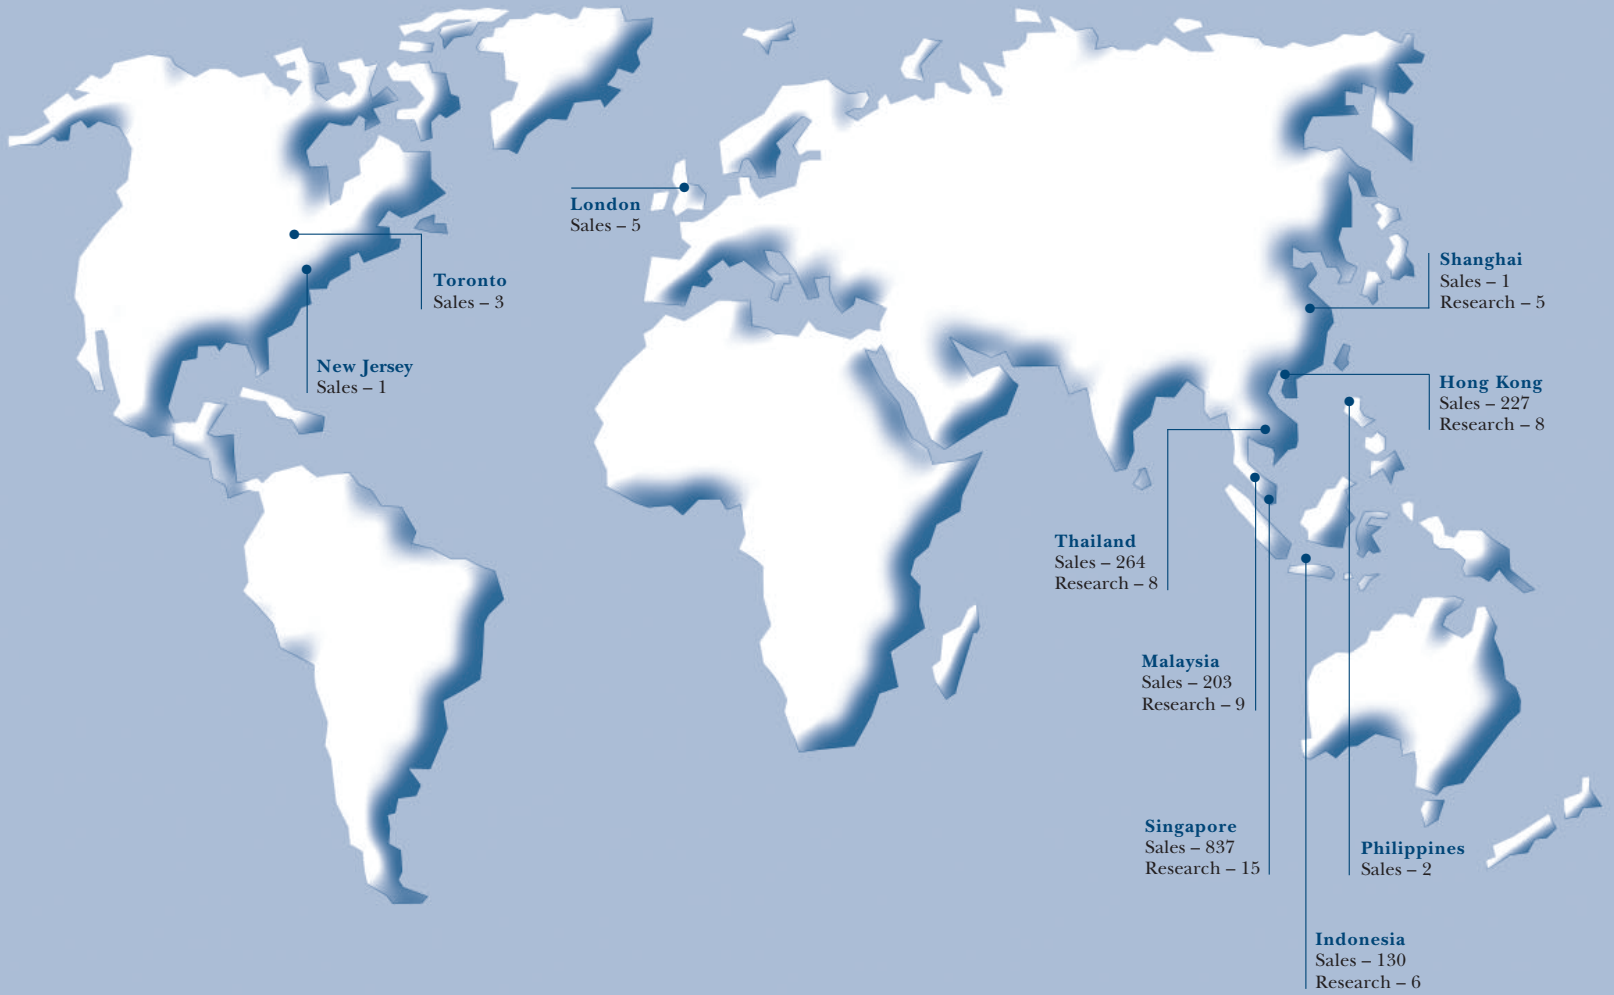 London
Sales – 5
Toronto
Sales – 3
New Jersey
Sales – 1
Shanghai
Sales – 1
Research – 5
Hong Kong
Sales – 227
Research – 8
Thailand
Sales – 264
Research – 8
Malaysia
Sales – 203
Research – 9
Singapore
Sales – 837
Research – 15
Philippines
Sales – 2
Indonesia
Sales – 130
Research – 6